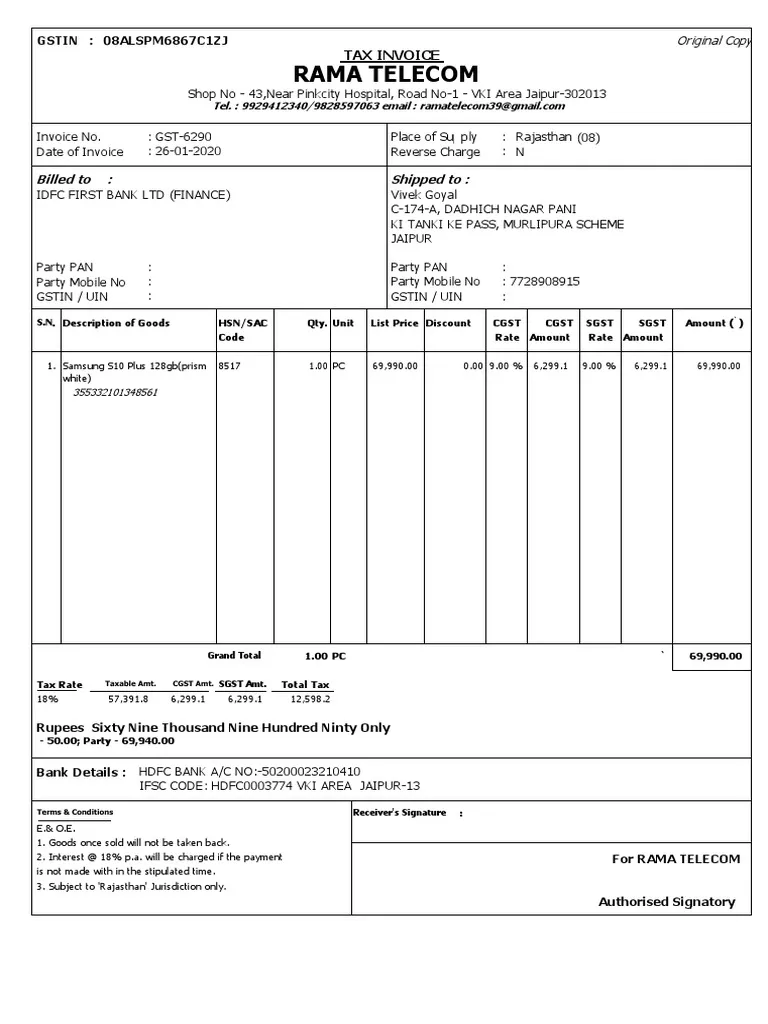 GSTIN : 08ALSPM6867C1ZJ Original Copy
TAX INVOICE
RAMA TELECOM
Shop No - 43,Near Pinkcity Hospital, Road No-1 - VKI Area Jaipur-302013
Tel. : 9929412340/9828597063 email : ramatelecom39@gmail.com
Invoice No. : GST-6290 Place of Su ply : Rajasthan (08)
Date of Invoice : 26-01-2020 Reverse Charge : N
Billed to : Shipped to :
IDFC FIRST BANK LTD (FINANCE) Vivek Goyal
C-174-A, DADHICH NAGAR PANI
KI TANKI KE PASS, MURLIPURA SCHEME
JAIPUR
Party PAN : Party PAN :
Party Mobile No : Party Mobile No : 7728908915
GSTIN / UIN : GSTIN / UIN :
S.N. Description of Goods HSN/SAC Qty. Unit List Price Discount CGST CGST SGST SGST Amount (`)
Code Rate Amount Rate Amount
1. Samsung S10 Plus 128gb(prism 8517 1.00 PC 69,990.00 0.00 9.00 % 6,299.1 9.00 % 6,299.1 69,990.00
white)
355332101348561
Grand Total 1.00 PC ` 69,990.00
Tax Rate Taxable Amt. CGST Amt. SGST Amt. Total Tax
18% 57,391.8 6,299.1 6,299.1 12,598.2
Rupees Sixty Nine Thousand Nine Hundred Ninty Only
- 50.00; Party - 69,940.00
Bank Details : HDFC BANK A/C NO:-50200023210410
IFSC CODE: HDFC0003774 VKI AREA JAIPUR-13
Terms & Conditions Receiver's Signature :
E.& O.E.
1. Goods once sold will not be taken back.
2. Interest @ 18% p.a. will be charged if the payment
is not made with in the stipulated time.
3. Subject to 'Rajasthan' Jurisdiction only.
For RAMA TELECOM
Authorised Signatory